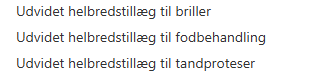 Udvidet helbredstillæg til briller
Udvidet helbredstillæg til fodbehandling
Udvidet helbredstillæg til tandproteser